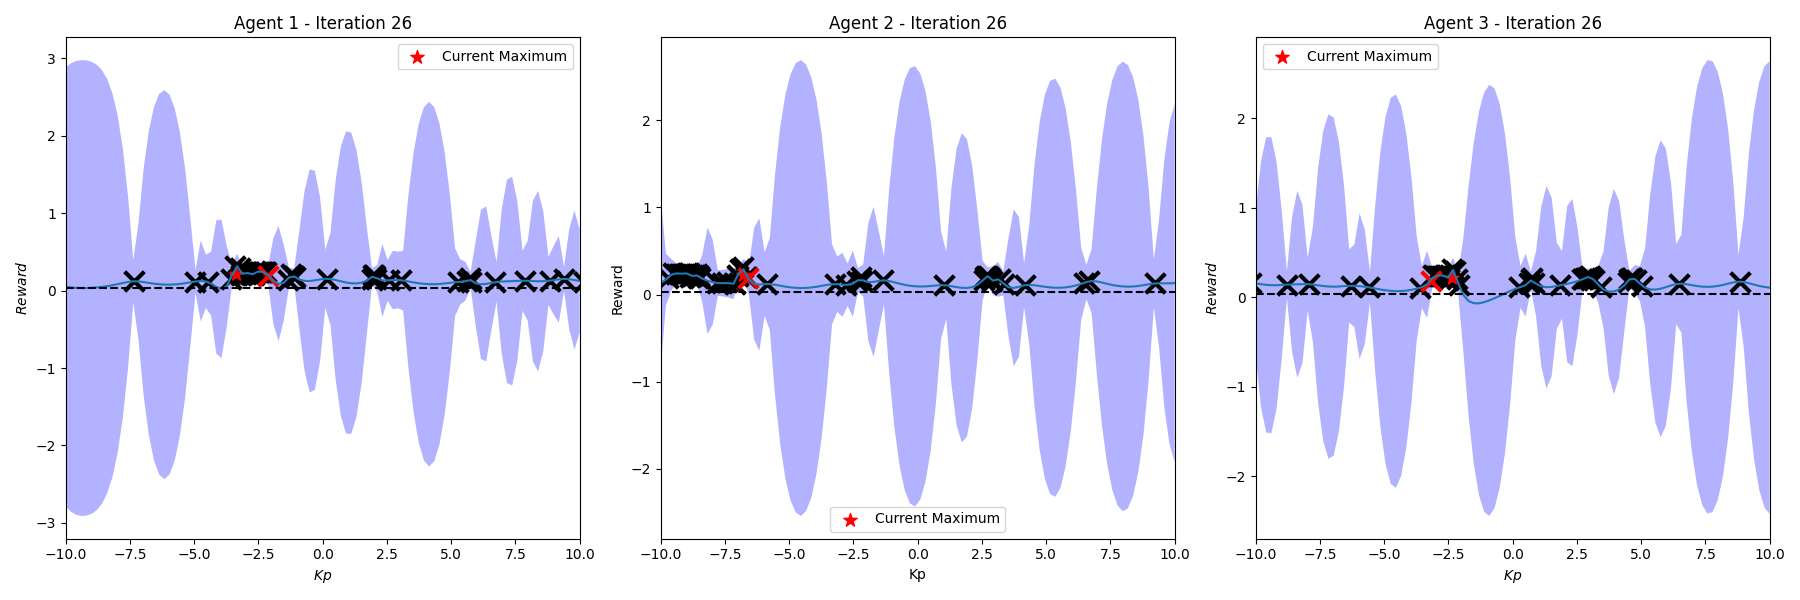 Agent 1 - Iteration 26
Current Maximum
3
2
1
0
−1
−2
−3
Reward
−10.0 −7.5 −5.0 −2.5 0.0 2.5 5.0 7.5 10.0
Kp
Agent 2 - Iteration 26
2
1
0
−1
−2
Reward
Current Maximum
−10.0 −7.5 −5.0 −2.5 0.0 2.5 5.0 7.5 10.0
Kp
Agent 3 - Iteration 26
Current Maximum
2
1
0
−1
−2
Reward
−10.0 −7.5 −5.0 −2.5 0.0 2.5 5.0 7.5 10.0
Kp